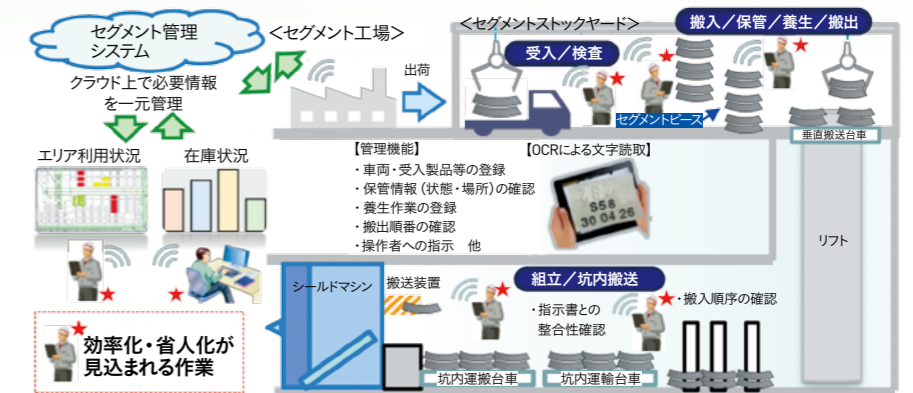 セグメント管理
システム
クラウド上で必要情報
を一元管理
＜セグメント工場＞
出荷
＜セグメントストックヤード＞
受入／検査
搬入／保管／養生／搬出
セグメントピース
垂直搬送台車
リフト
エリア利用状況
在庫状況
【管理機能】
・車両・受入製品等の登録
・保管情報（状態・場所）の確認
・養生作業の登録
・搬出順番の確認
・操作者への指示　他
【OCRによる文字読取】
S58
30 04 26
シールドマシン
搬送装置
組立／坑内搬送
・指示書との
整合性確認
・搬入順序の確認
坑内運搬台車
坑内運輸台車
効率化・省人化が
見込まれる作業